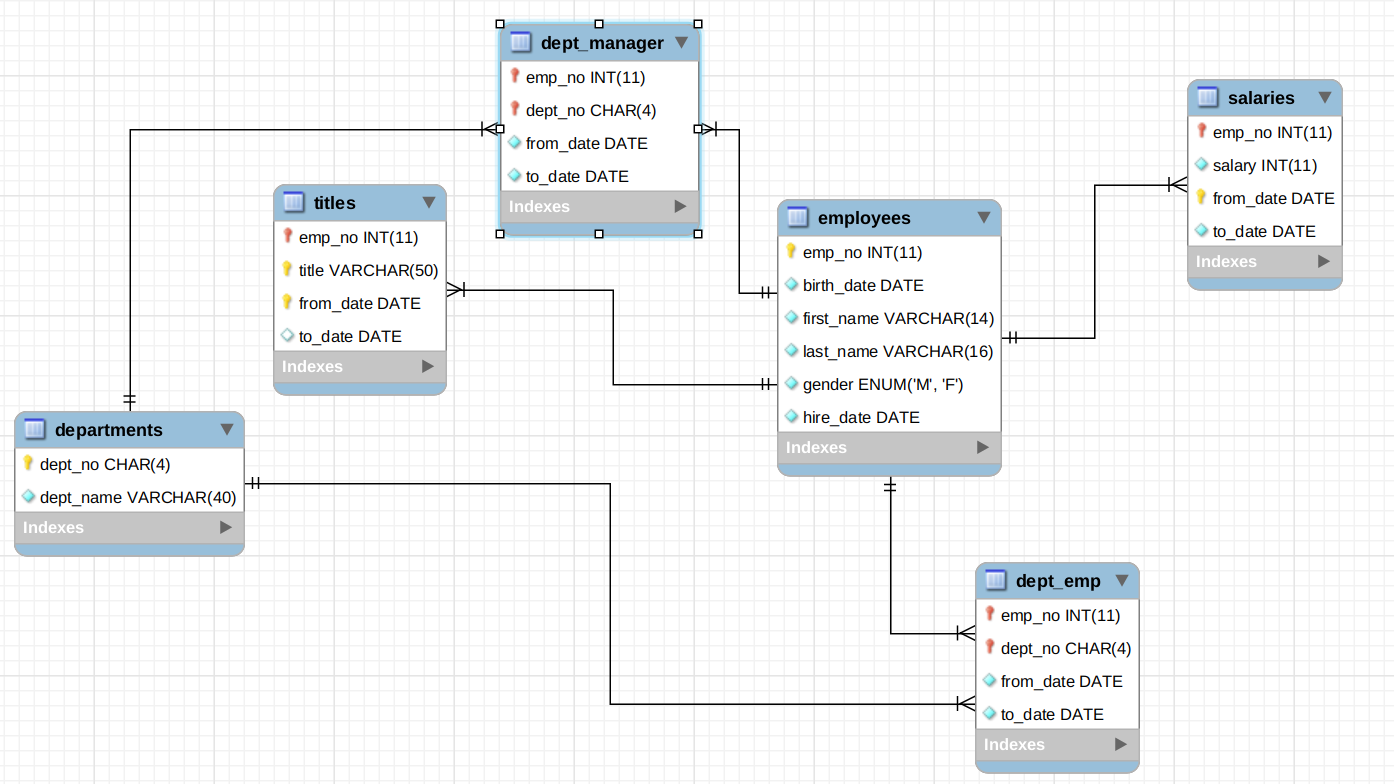 dept_manager
emp_no INT(11)
dept_no CHAR(4)
from_date DATE
to_date DATE
Indexes
salaries
emp_no INT(11)
salary INT(11)
from_date DATE
to_date DATE
Indexes
titles
emp_no INT(11)
title VARCHAR(50)
from_date DATE
to_date DATE
Indexes
employees
emp_no INT(11)
birth_date DATE
first_name VARCHAR(14)
last_name VARCHAR(16)
gender ENUM('M', 'F')
hire_date DATE
Indexes
departments
dept_no CHAR(4)
dept_name VARCHAR(40)
Indexes
dept_emp
emp_no INT(11)
dept_no CHAR(4)
from_date DATE
to_date DATE
Indexes